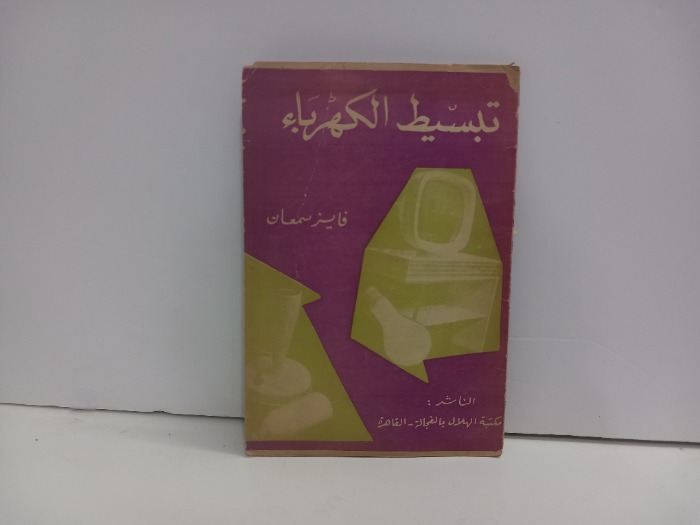 تبسيط الكهرباء
فايز سمعان
الناشر :
مكتبة الهلال بالفجالة - القاهرة